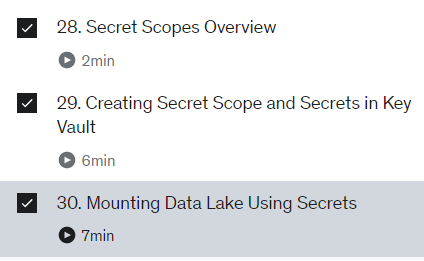 28. Secret Scopes Overview
2min
29. Creating Secret Scope and Secrets in Key
Vault
6min
30. Mounting Data Lake Using Secrets
7min